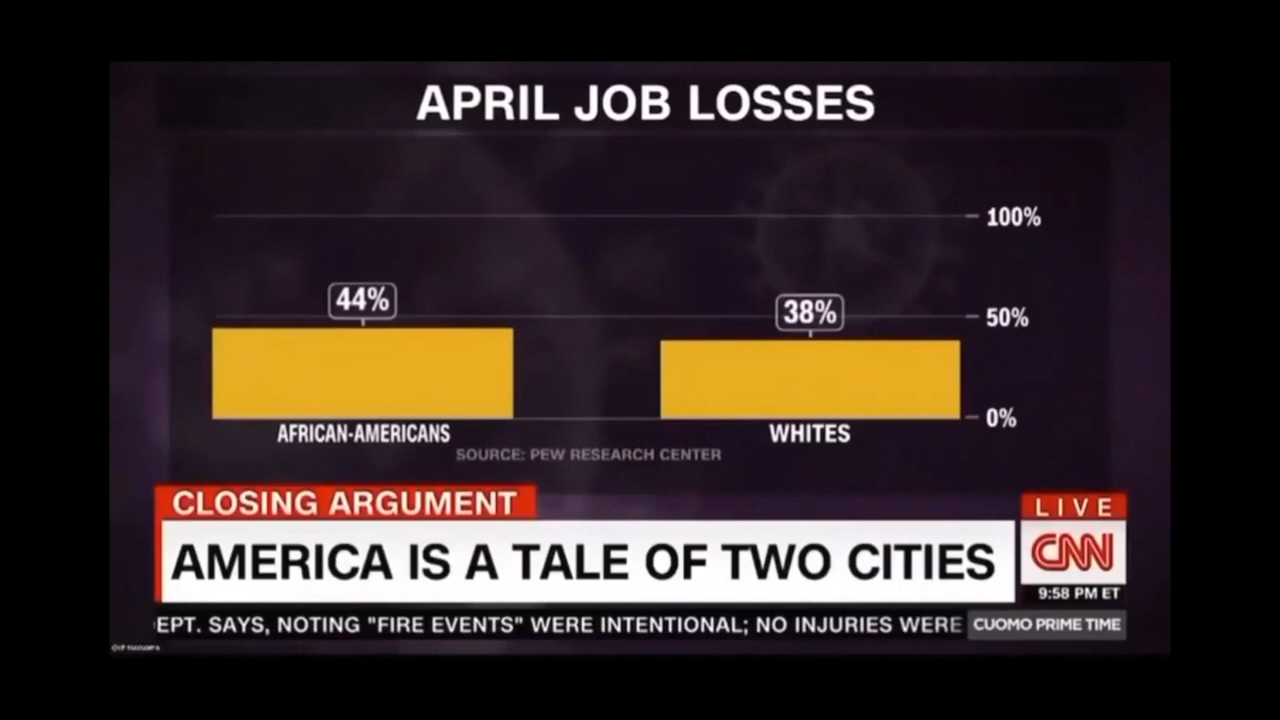 APRIL JOB LOSSES
100%
44%
38%
50%
0%
AFRICAN-AMERICANS
WHITES
SOURCE: PEW RESEARCH CENTER
CLOSING ARGUMENT
LIVE
AMERICA IS A TALE OF TWO CITIES
CNN
9:58 PM ET
EPT. SAYS, NOTING "FIRE EVENTS" WERE INTENTIONAL; NO INJURIES WERE
CUOMO PRIME TIME